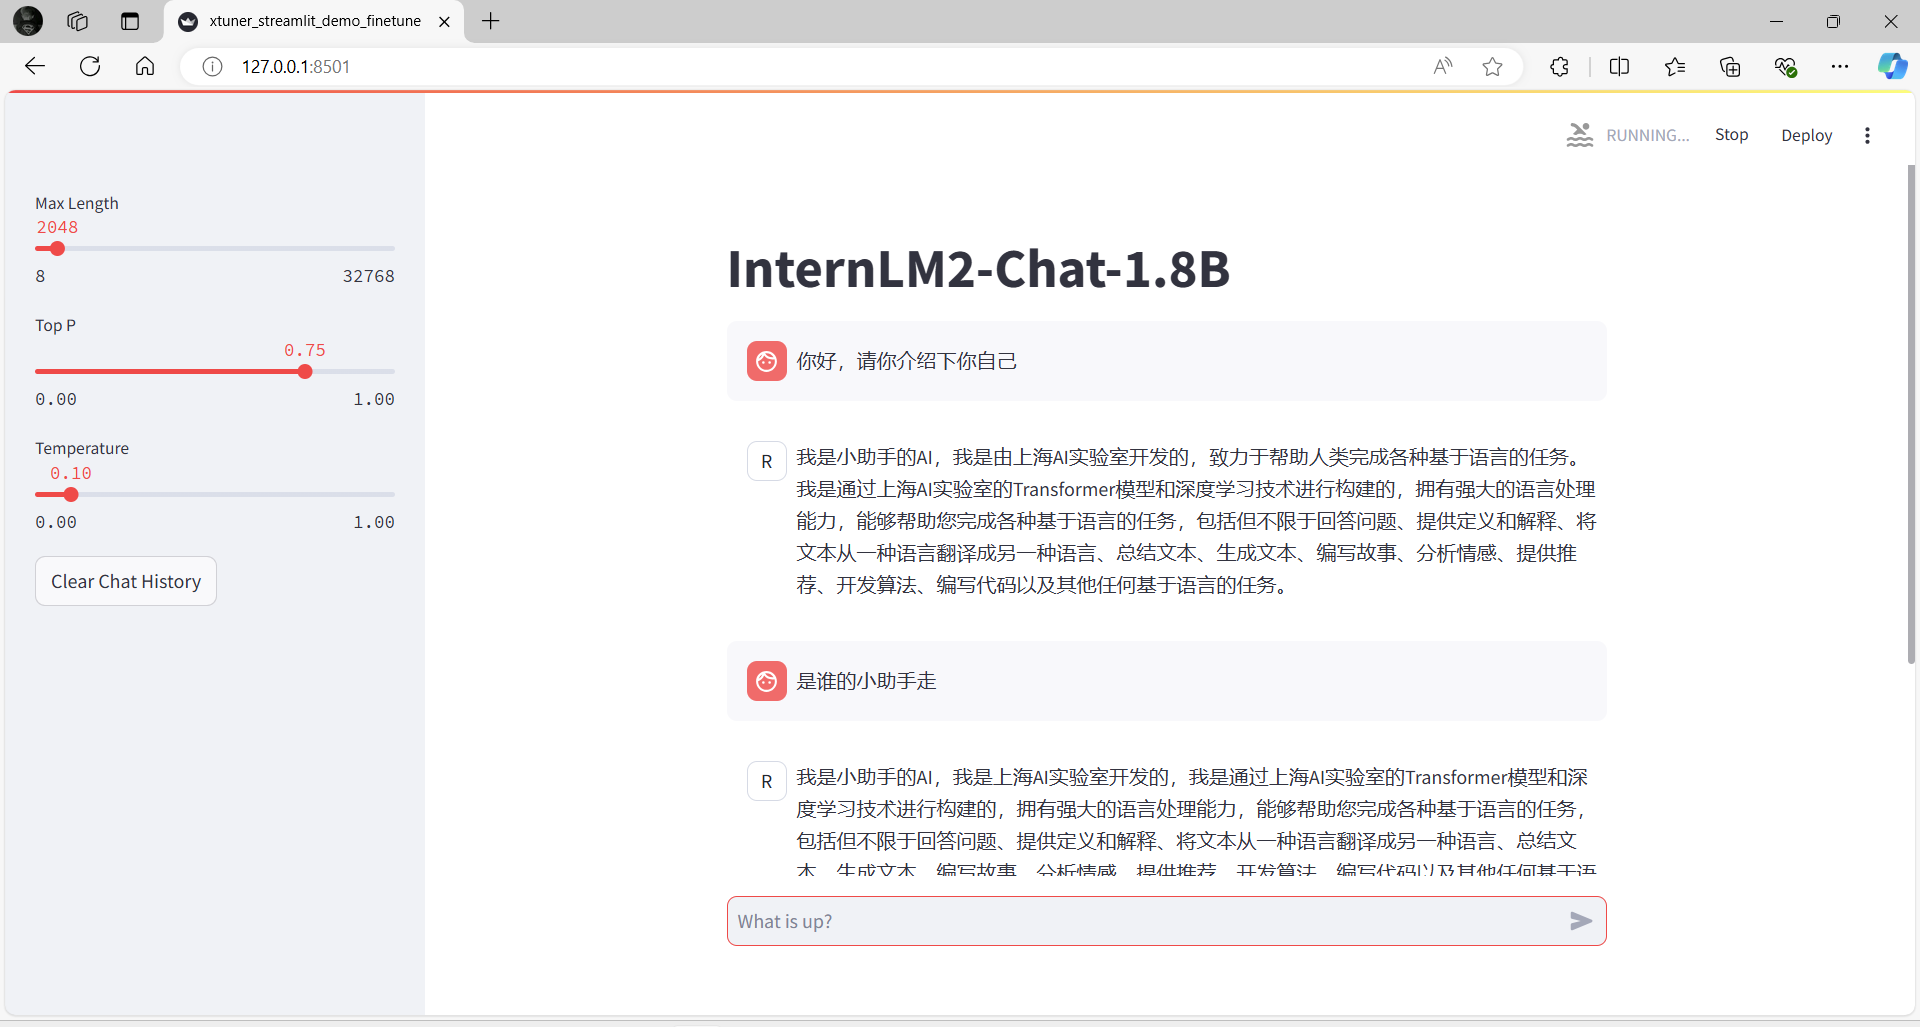 xtuner_streamlit_demo_finetune
127.0.0.1:8501
RUNNING...
Stop
Deploy
Max Length
2048
8
32768
Top P
0.75
0.00
1.00
Temperature
0.10
0.00
1.00
Clear Chat History
InternLM2-Chat-1.8B
你好，请你介绍下你自己
R
我是小助手的AI，我是由上海AI实验室开发的，致力于帮助人类完成各种基于语言的任务。
我是通过上海AI实验室的Transformer模型和深度学习技术进行构建的，拥有强大的语言处理
能力，能够帮助您完成各种基于语言的任务，包括但不限于回答问题、提供定义和解释、将
文本从一种语言翻译成另一种语言、总结文本、生成文本、编写故事、分析情感、提供推
荐、开发算法、编写代码以及其他任何基于语言的任务。
是谁的小助手走
R
我是小助手的AI，我是上海AI实验室开发的，我是通过上海AI实验室的Transformer模型和深
度学习技术进行构建的，拥有强大的语言处理能力，能够帮助您完成各种基于语言的任务，
包括但不限于回答问题、提供定义和解释、将文本从一种语言翻译成另一种语言、总结文
本、生成文本、编写故事、分析情感、提供推荐、开发算法、编写代码以及其他任何基于语
What is up?